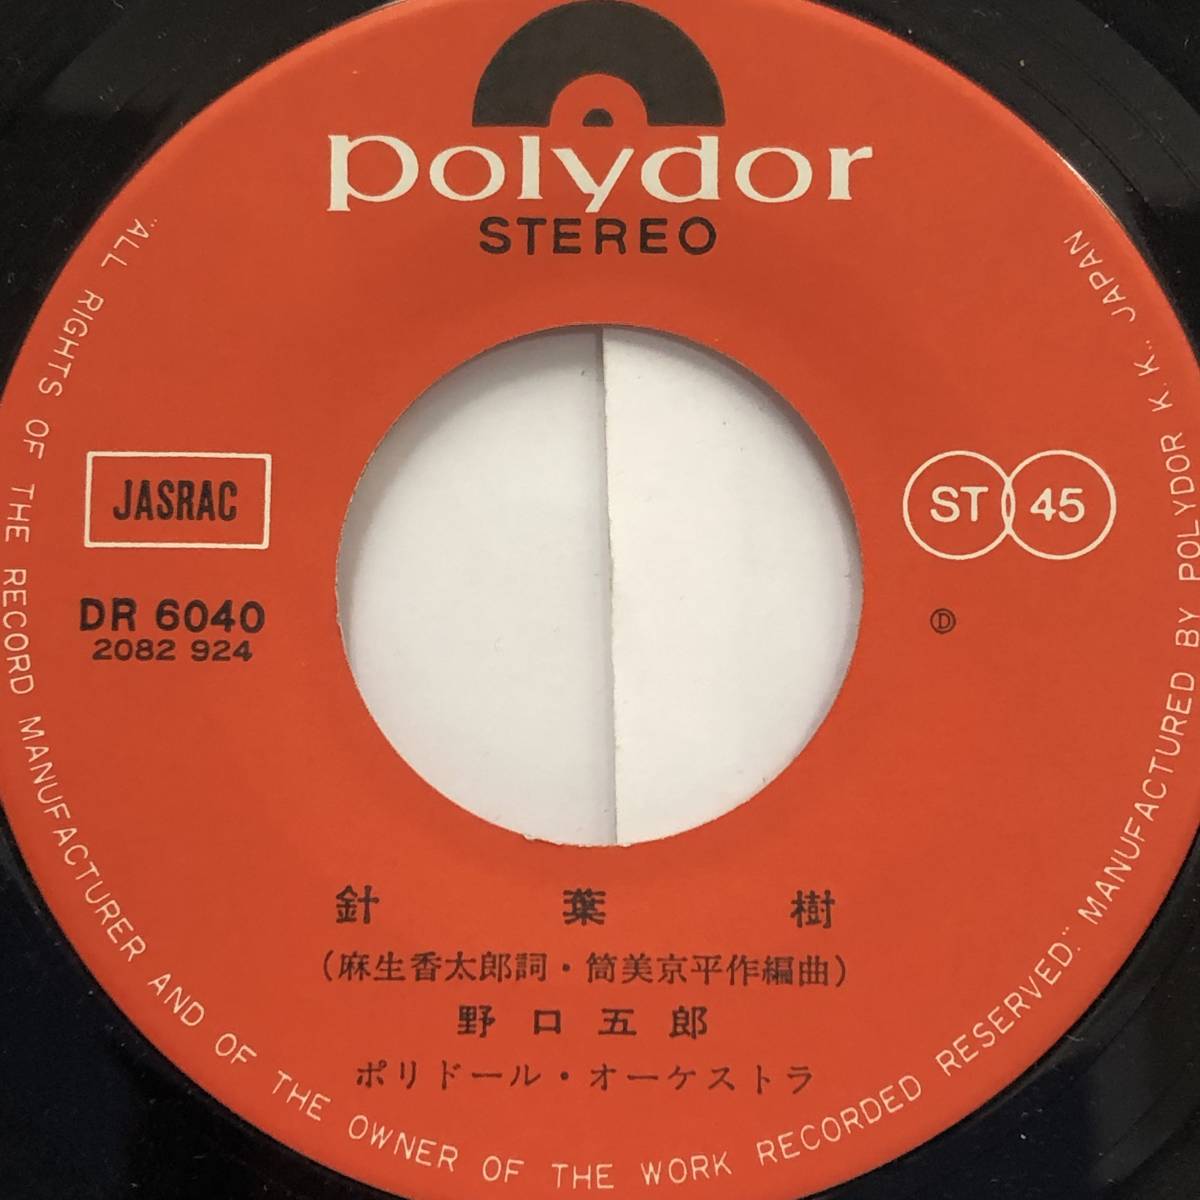 polydor
STEREO
"ALL RIGHTS OF THE RECORD MANUFACTURER AND OF THE OWNER OF THE WORK RECORDED RESERVED." MANUFACTURED BY POLYDOR K. K., JAPAN
JASRAC
ST 45
DR 6040
2082 924
Ⓓ
針葉樹
(麻生香太郎詞・筒美京平作編曲)
野口五郎
ポリドール・オーケストラ